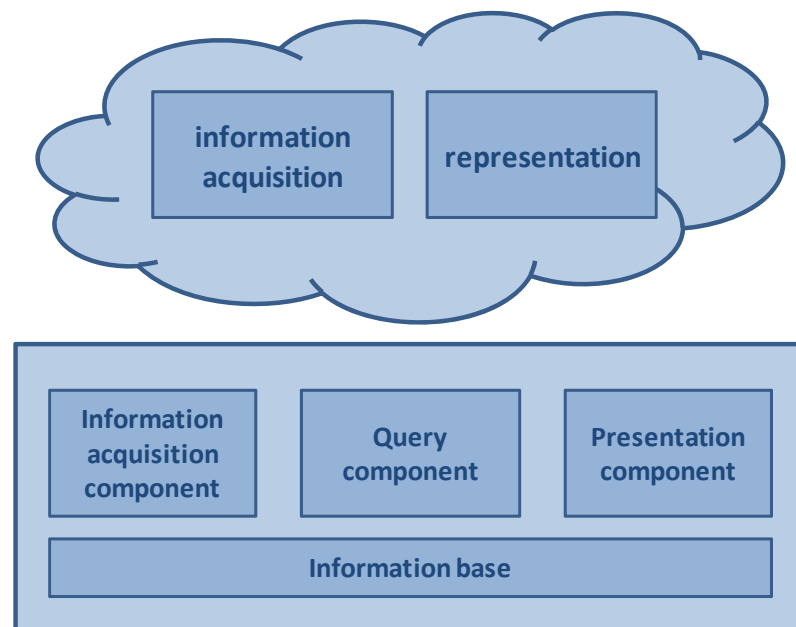 information
acquisition
representation
Information
acquisition
component
Query
component
Presentation
component
Information base